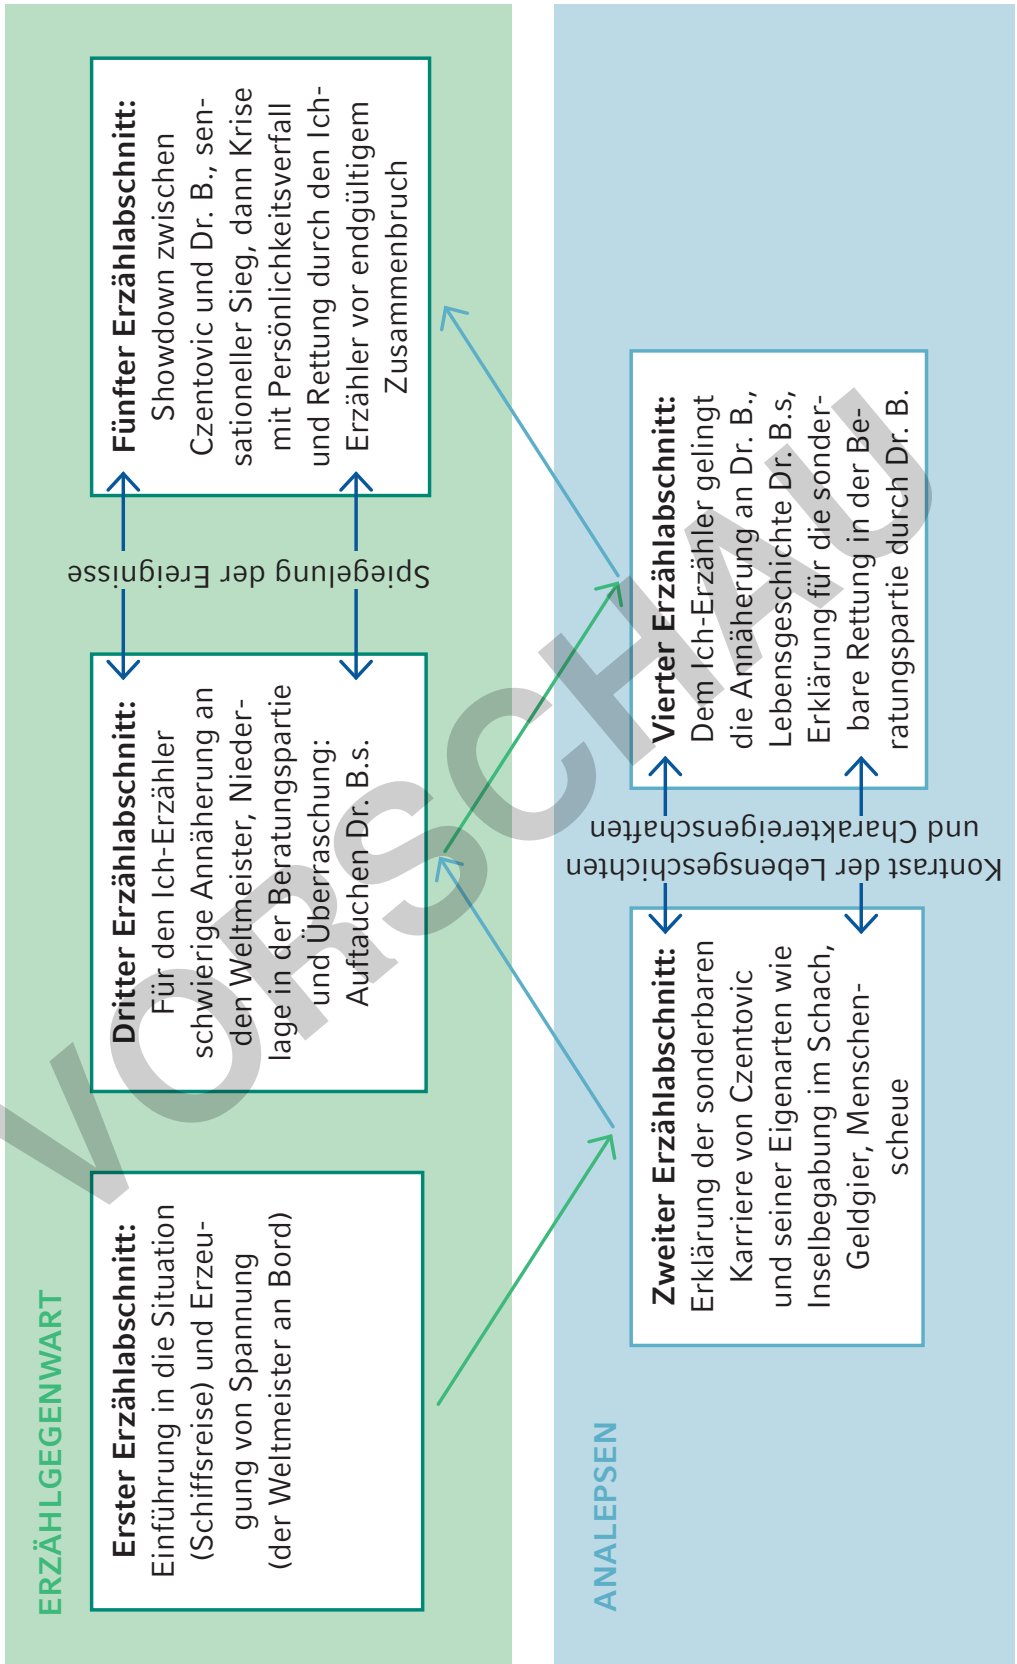 ERZÄHLGEGENWART
Erster Erzählabschnitt:
Einführung in die Situation
(Schiffsreise) und Erzeu-
gung von Spannung
(der Weltmeister an Bord)
Dritter Erzählabschnitt:
Für den Ich-Erzähler
schwierige Annäherung an
den Weltmeister, Nieder-
lage in der Beratungspartie
und Überraschung:
Auftauchen Dr. B.s.
Spiegelung der Ereignisse
Fünfter Erzählabschnitt:
Showdown zwischen
Czentovic und Dr. B., sen-
sationeller Sieg, dann Krise
mit Persönlichkeitsverfall
und Rettung durch den Ich-
Erzähler vor endgültigem
Zusammenbruch
ANALEPSEN
Zweiter Erzählabschnitt:
Erklärung der sonderbaren
Karriere von Czentovic
und seiner Eigenarten wie
Inselbegabung im Schach,
Geldgier, Menschen-
scheue
Kontrast der Lebensgeschichten
und Charaktereigenschaften
Vierter Erzählabschnitt:
Dem Ich-Erzähler gelingt
die Annäherung an Dr. B.,
Lebensgeschichte Dr. B.s,
Erklärung für die sonder-
bare Rettung in der Be-
ratungspartie durch Dr. B.
VORSCHAU